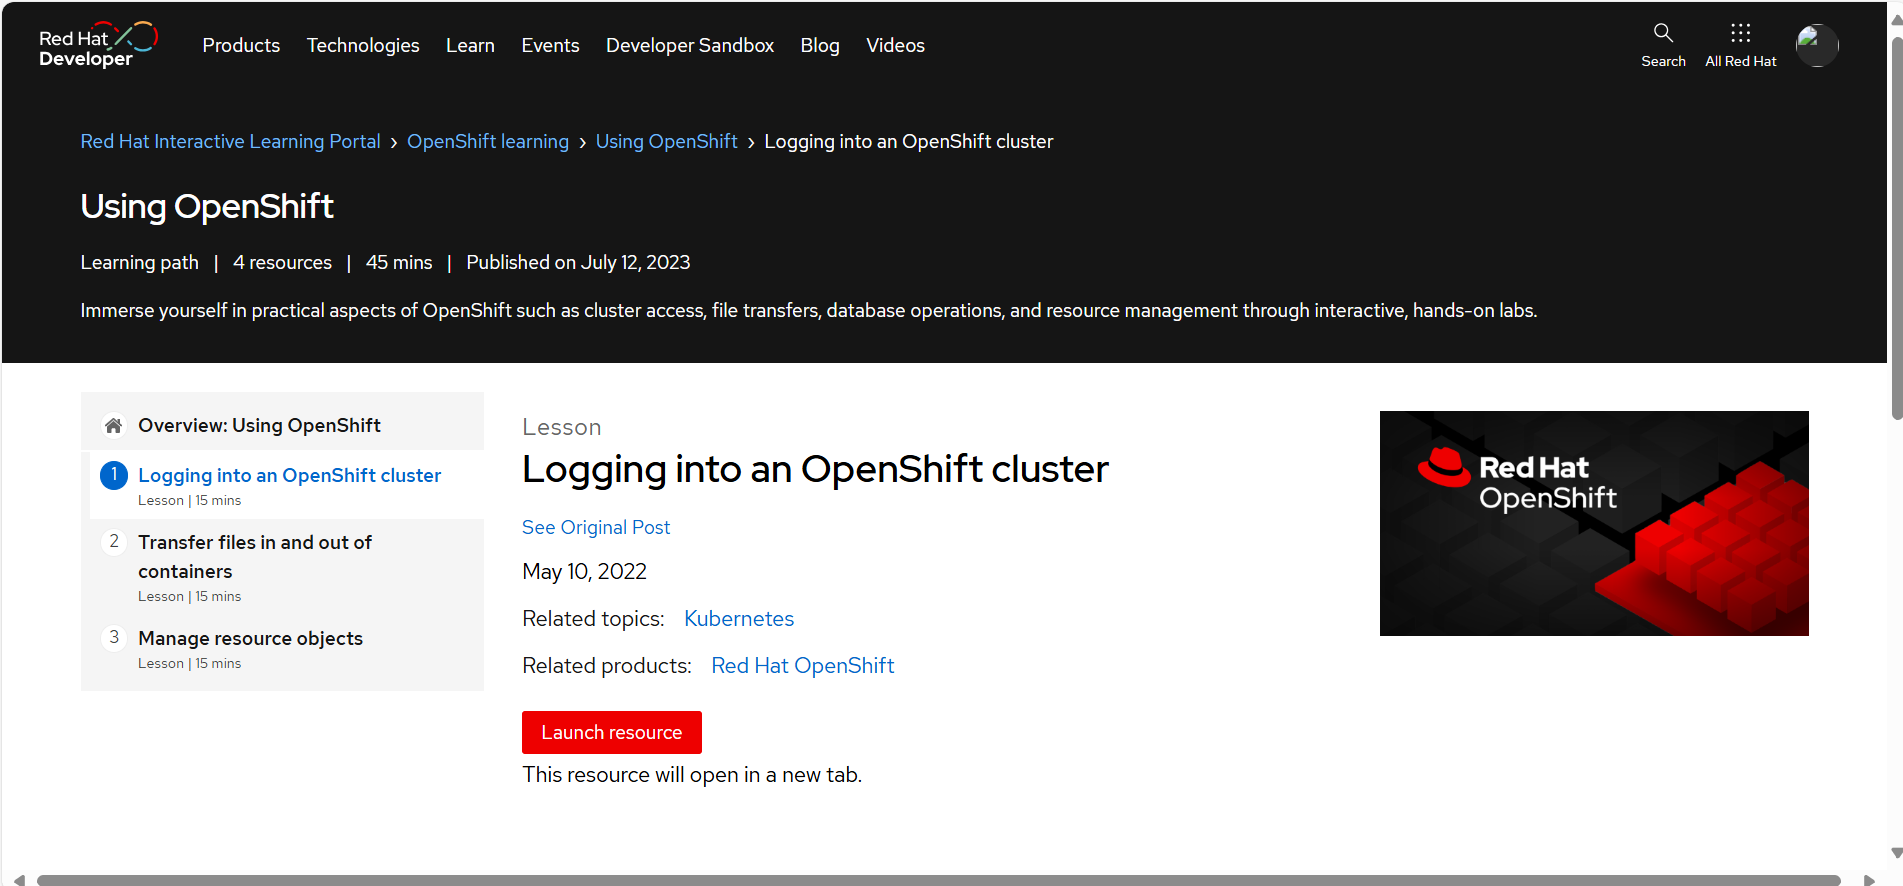 Red Hat
Developer
Products Technologies Learn Events Developer Sandbox Blog Videos
Search All Red Hat
Red Hat Interactive Learning Portal › OpenShift learning › Using OpenShift › Logging into an OpenShift cluster
Using OpenShift
Learning path | 4 resources | 45 mins | Published on July 12, 2023
Immerse yourself in practical aspects of OpenShift such as cluster access, file transfers, database operations, and resource management through interactive, hands-on labs.
Overview: Using OpenShift
1 Logging into an OpenShift cluster
Lesson | 15 mins
2 Transfer files in and out of
containers
Lesson | 15 mins
3 Manage resource objects
Lesson | 15 mins
Lesson
Logging into an OpenShift cluster
See Original Post
May 10, 2022
Related topics: Kubernetes
Related products: Red Hat OpenShift
Launch resource
This resource will open in a new tab.
Red Hat
OpenShift